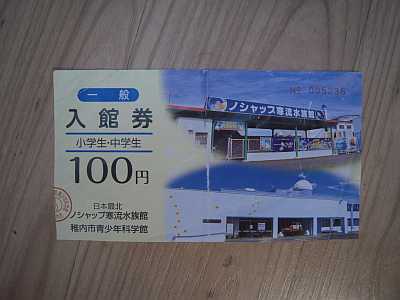 一般
入館券
小学生・中学生
100円
日本最北
ノシャップ寒流水族館
稚内市青少年科学館
№ 005236
ノシャップ寒流水族館